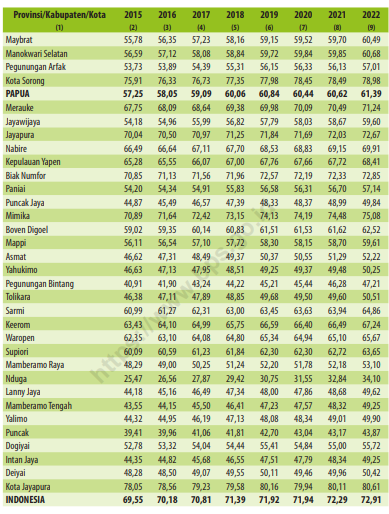 Provinsi/Kabupaten/Kota 2015 2016 2017 2018 2019 2020 2021 2022
(1) (2) (3) (4) (5) (6) (7) (8) (9)
Maybrat 55,78 56,35 57,23 58,16 59,15 59,52 59,70 60,49
Manokwari Selatan 56,59 57,12 58,08 58,84 59,72 59,84 59,85 60,68
Pegunungan Arfak 53,73 53,89 54,39 55,31 56,15 56,33 56,13 57,01
Kota Sorong 75,91 76,33 76,73 77,35 77,98 78,45 78,49 78,98
PAPUA 57,25 58,05 59,09 60,06 60,84 60,44 60,62 61,39
Merauke 67,75 68,09 68,64 69,38 69,98 70,09 70,49 71,24
Jayawijaya 54,18 54,96 55,99 56,82 57,79 58,03 58,67 59,60
Jayapura 70,04 70,50 70,97 71,25 71,84 71,69 72,03 72,67
Nabire 66,49 66,64 67,11 67,70 68,53 68,83 69,15 69,91
Kepulauan Yapen 65,28 65,55 66,07 67,00 67,76 67,66 67,72 68,41
Biak Numfor 70,85 71,13 71,56 71,96 72,57 72,19 72,33 72,85
Paniai 54,20 54,34 54,91 55,83 56,58 56,31 56,70 57,14
Puncak Jaya 44,87 45,49 46,57 47,39 48,33 48,37 48,99 49,84
Mimika 70,89 71,64 72,42 73,15 74,13 74,19 74,48 75,08
Boven Digoel 59,02 59,35 60,14 60,83 61,51 61,53 61,62 62,52
Mappi 56,11 56,54 57,10 57,72 58,30 58,15 58,70 59,61
Asmat 46,62 47,31 48,49 49,37 50,37 50,55 51,29 52,22
Yahukimo 46,63 47,13 47,95 48,51 49,25 49,37 49,48 50,25
Pegunungan Bintang 40,91 41,90 43,24 44,22 45,21 45,44 46,28 47,21
Tolikara 46,38 47,11 47,89 48,85 49,68 49,50 49,60 50,51
Sarmi 60,99 61,27 62,31 63,00 63,45 63,63 63,94 64,86
Keerom 63,43 64,10 64,99 65,75 66,59 66,40 66,49 67,24
Waropen 62,35 63,10 64,08 64,80 65,34 64,94 65,10 65,67
Supiori 60,09 60,59 61,23 61,84 62,30 62,30 62,72 63,65
Mamberamo Raya 48,29 49,00 50,25 51,24 52,20 51,78 52,18 53,10
Nduga 25,47 26,56 27,87 29,42 30,75 31,55 32,84 34,10
Lanny Jaya 44,18 45,16 46,49 47,34 48,00 47,86 48,68 49,62
Mamberamo Tengah 43,55 44,15 45,50 46,41 47,23 47,57 48,32 49,25
Yalimo 44,32 44,95 46,19 47,13 48,08 48,34 49,01 49,90
Puncak 39,41 39,96 41,06 41,81 42,70 43,04 43,17 43,87
Dogiyai 52,78 53,32 54,04 54,44 55,41 54,84 55,00 55,72
Intan Jaya 44,35 44,82 45,68 46,55 47,51 47,79 48,34 49,25
Deiyai 48,28 48,50 49,07 49,55 50,11 49,46 49,96 50,42
Kota Jayapura 78,05 78,56 79,23 79,58 80,16 79,94 80,11 80,61
INDONESIA 69,55 70,18 70,81 71,39 71,92 71,94 72,29 72,91